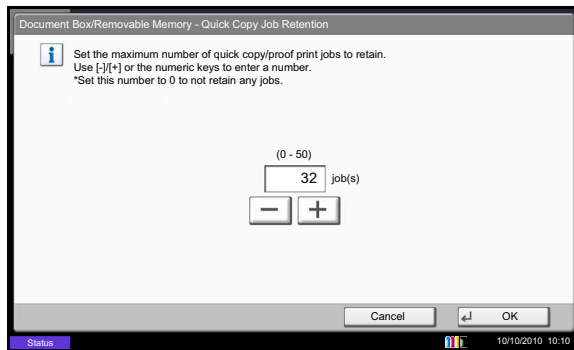 Document Box/Removable Memory - Quick Copy Job Retention
Set the maximum number of quick copy/proof print jobs to retain.
Use [-]/[+] or the numeric keys to enter a number.
*Set this number to 0 to not retain any jobs.
(0 - 50)
32 job(s)
Cancel OK
Status 10/10/2010 10:10